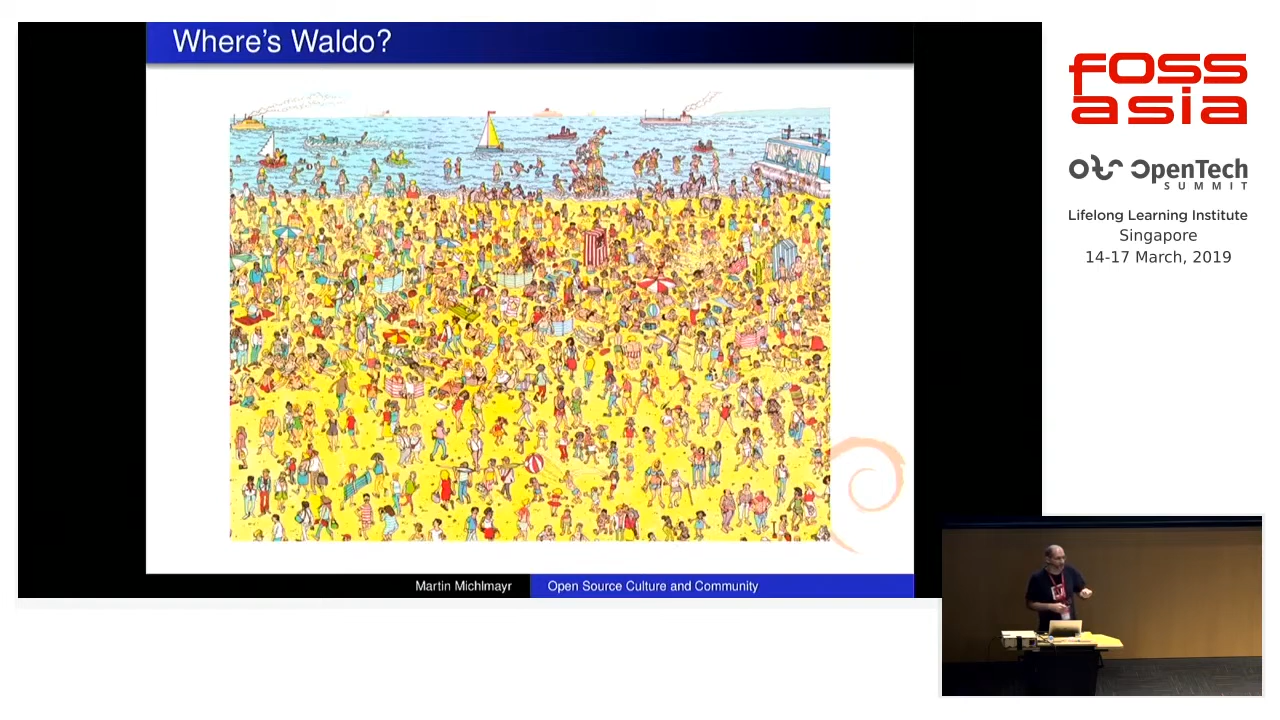 Where's Waldo?
Martin Michlmayr
Open Source Culture and Community
fOSS
asia
OpenTech
SUMMIT
Lifelong Learning Institute
Singapore
14-17 March, 2019